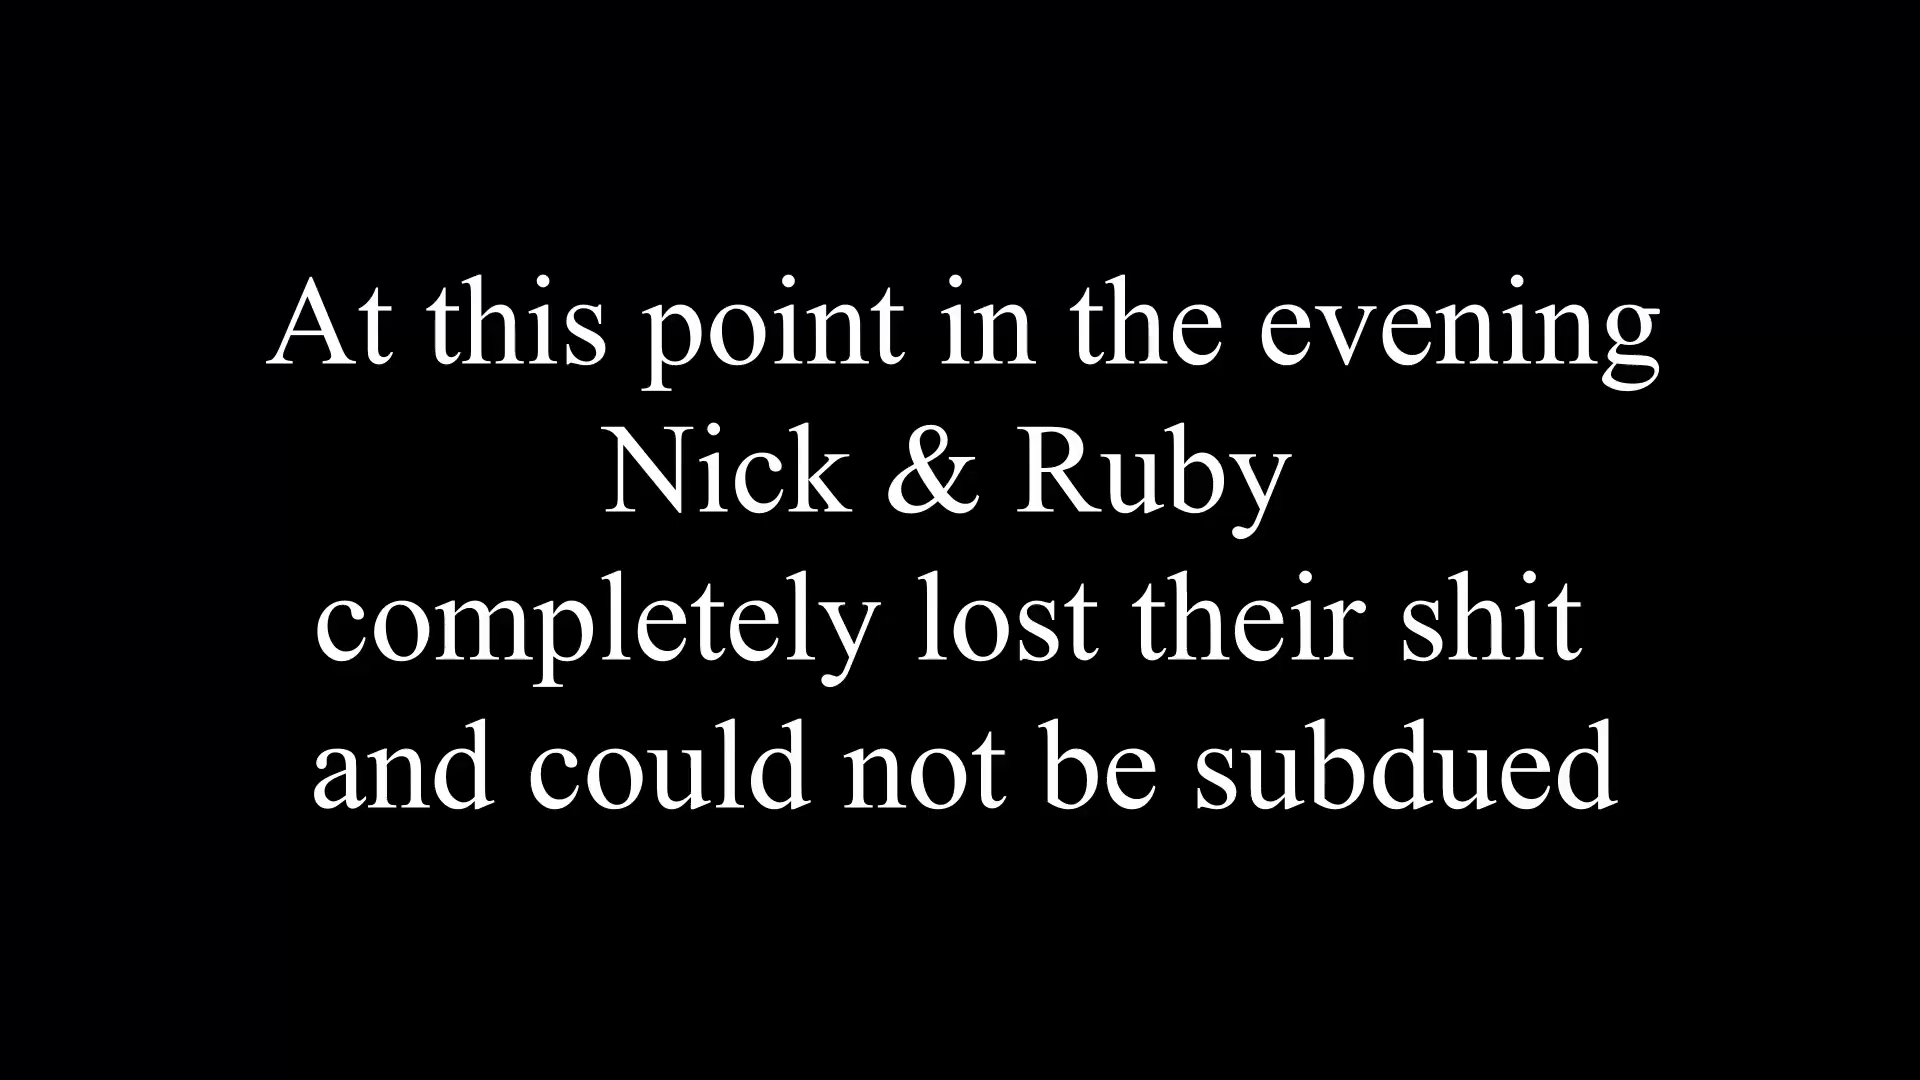 At this point in the evening
Nick & Ruby
completely lost their shit
and could not be subdued